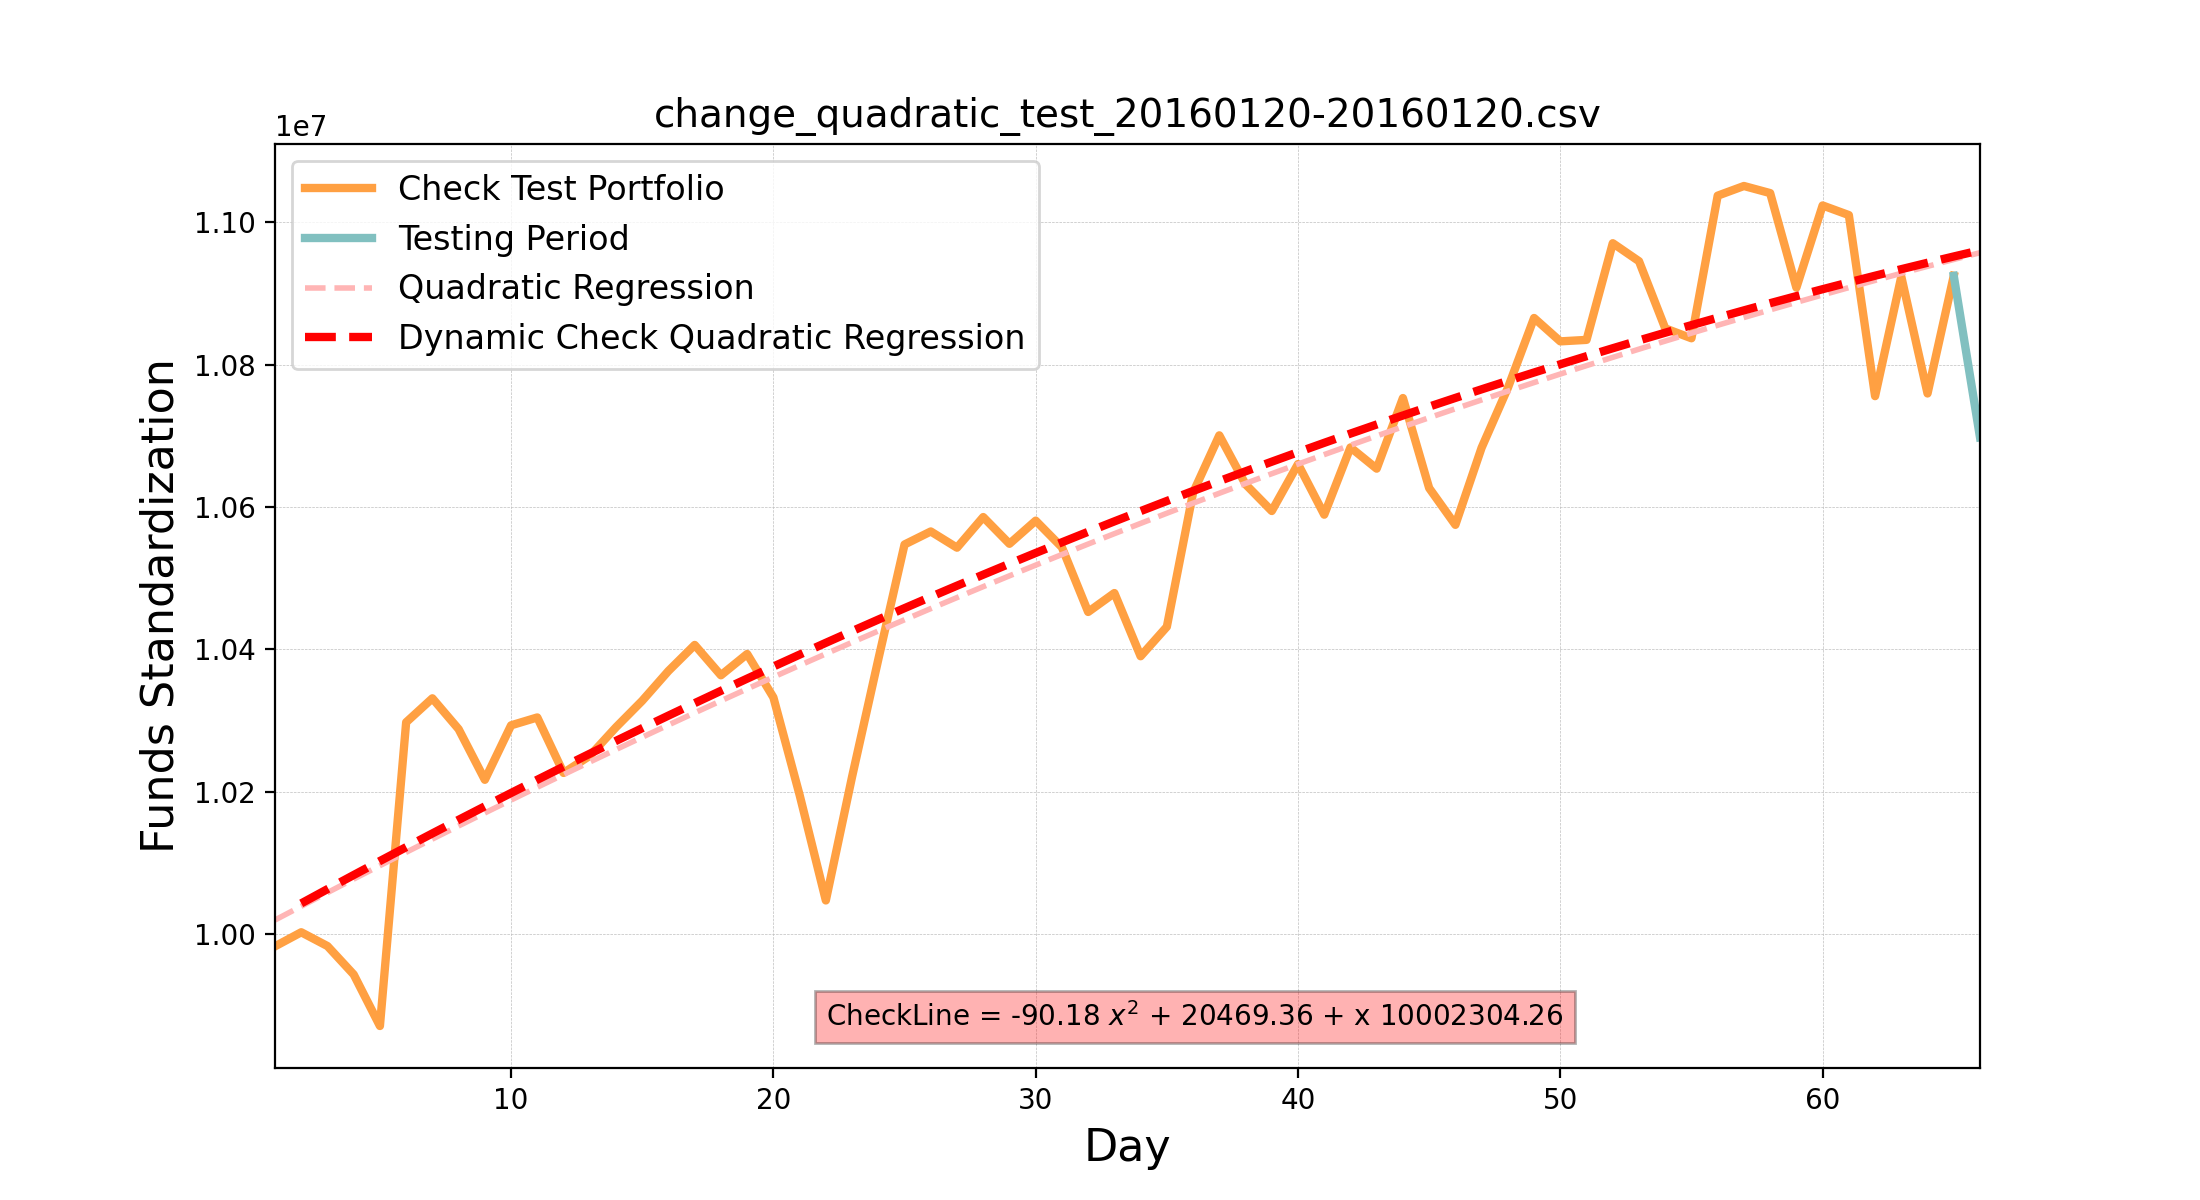 change_quadratic_test_20160120-20160120.csv
1e7
Check Test Portfolio
Testing Period
Quadratic Regression
Dynamic Check Quadratic Regression
1.10
1.08
1.06
1.04
1.02
1.00
Funds Standardization
CheckLine = -90.18 x² + 20469.36 + x 10002304.26
10 20 30 40 50 60
Day